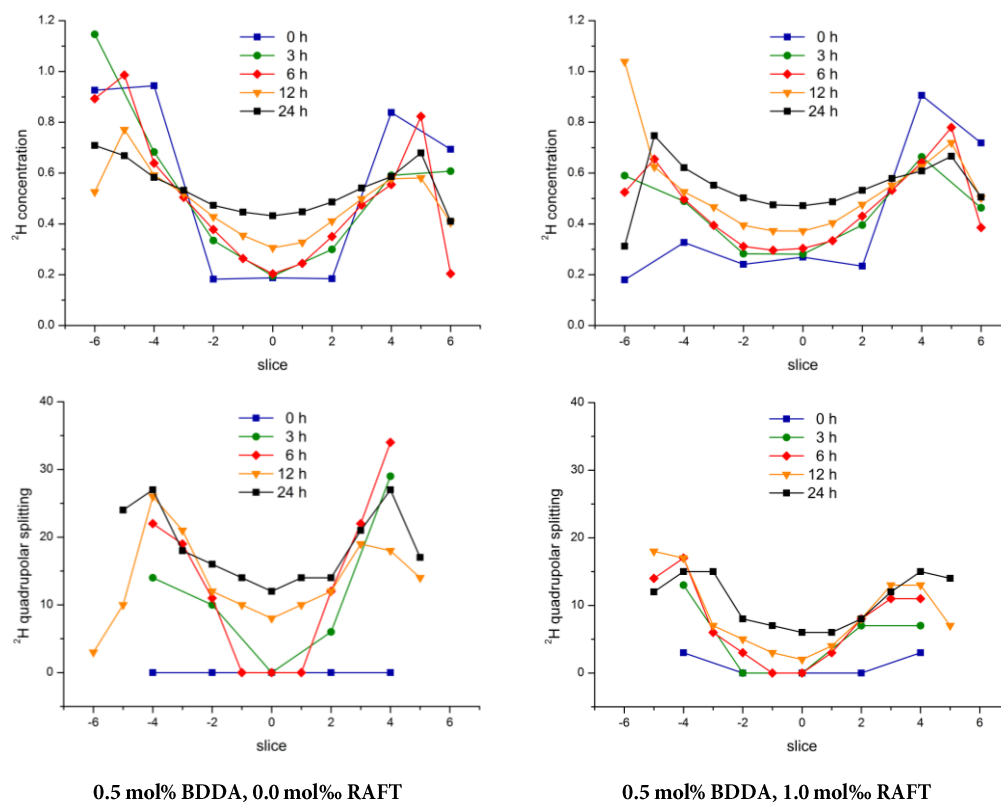 1.2
1.0
0.8
0.6
0.4
0.2
0.0
²H concentration
0 h
3 h
6 h
12 h
24 h
-6 -4 -2 0 2 4 6
slice
1.2
1.0
0.8
0.6
0.4
0.2
0.0
²H concentration
0 h
3 h
6 h
12 h
24 h
-6 -4 -2 0 2 4 6
slice
40
30
20
10
0
²H quadrupolar splitting
0 h
3 h
6 h
12 h
24 h
-6 -4 -2 0 2 4 6
slice
40
30
20
10
0
²H quadrupolar splitting
0 h
3 h
6 h
12 h
24 h
-6 -4 -2 0 2 4 6
slice
0.5 mol% BDDA, 0.0 mol‰ RAFT
0.5 mol% BDDA, 1.0 mol‰ RAFT